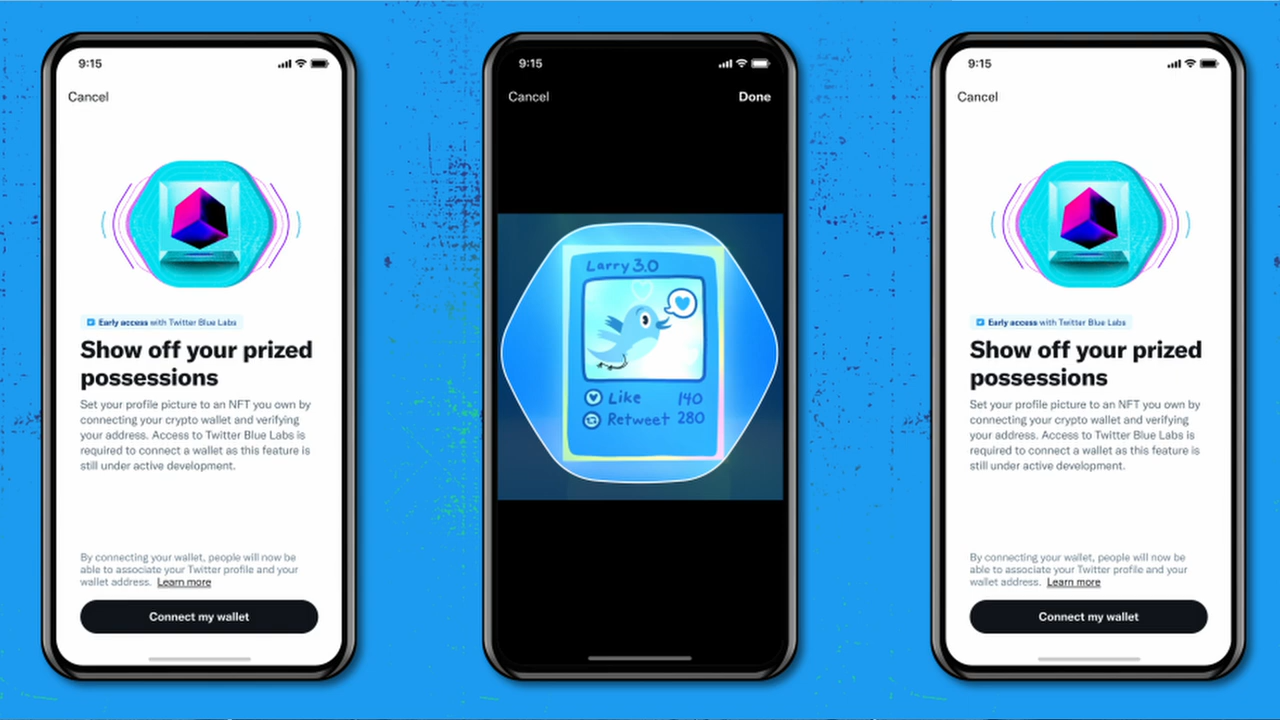 9:15
Cancel
Early access with Twitter Blue Labs
Show off your prized
possessions
Set your profile picture to an NFT you own by
connecting your crypto wallet and verifying
your address. Access to Twitter Blue Labs is
required to connect a wallet as this feature is
still under active development.
By connecting your wallet, people will now be
able to associate your Twitter profile and your
wallet address. Learn more
Connect my wallet
9:15
Cancel Done
Larry 3.0
Like 140
Retweet 280
9:15
Cancel
Early access with Twitter Blue Labs
Show off your prized
possessions
Set your profile picture to an NFT you own by
connecting your crypto wallet and verifying
your address. Access to Twitter Blue Labs is
required to connect a wallet as this feature is
still under active development.
By connecting your wallet, people will now be
able to associate your Twitter profile and your
wallet address. Learn more
Connect my wallet